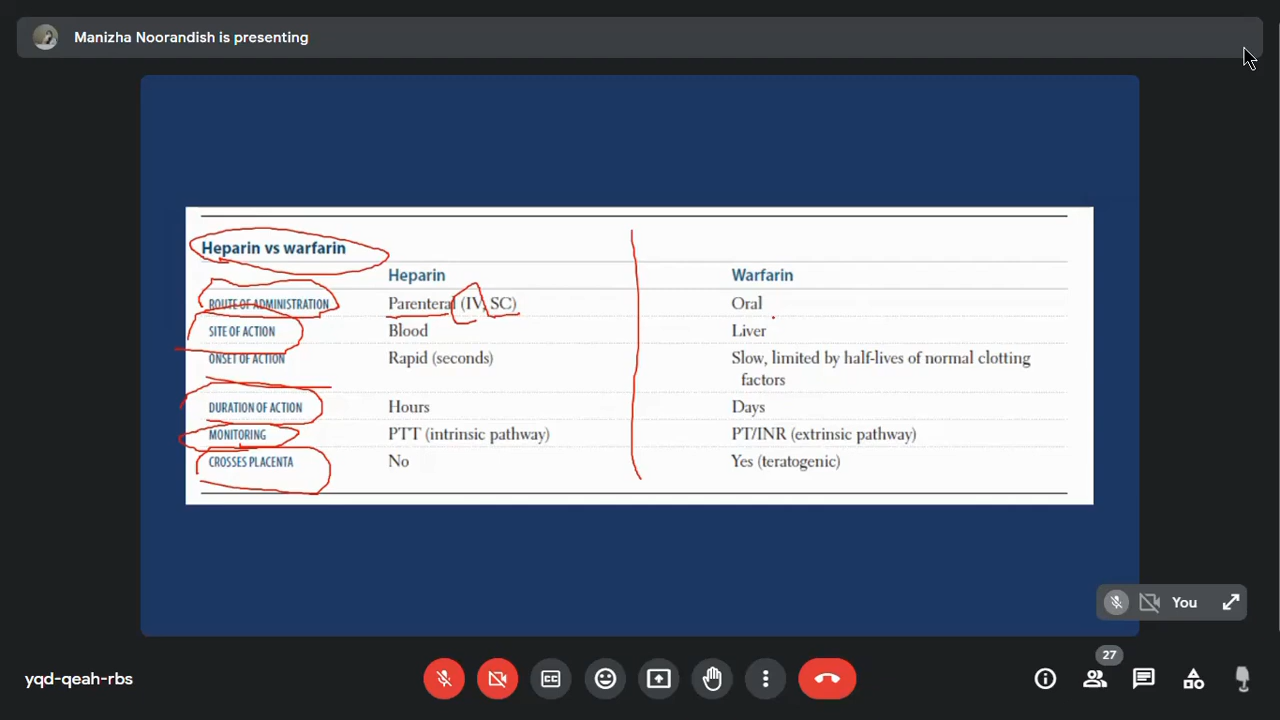 Manizha Noorandish is presenting
Heparin vs warfarin
Heparin Warfarin
ROUTE OF ADMINISTRATION Parenteral (IV, SC) Oral
SITE OF ACTION Blood Liver
ONSET OF ACTION Rapid (seconds) Slow, limited by half-lives of normal clotting
factors
DURATION OF ACTION Hours Days
MONITORING PTT (intrinsic pathway) PT/INR (extrinsic pathway)
CROSSES PLACENTA No Yes (teratogenic)
You
27
yqd-qeah-rbs
CC